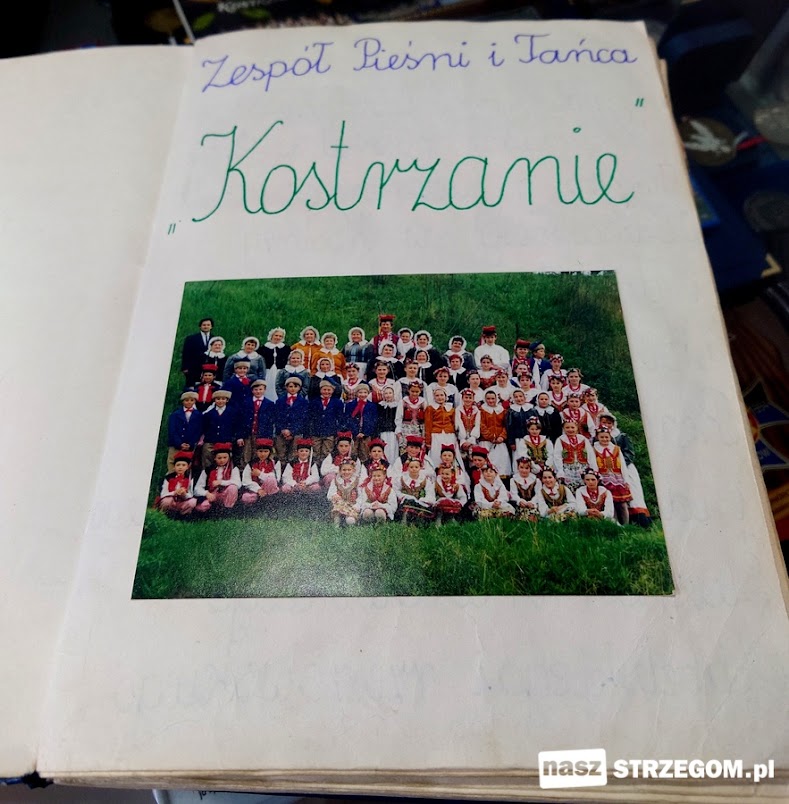 Zespół Pieśni i Tańca
„Kostrzanie"
nasz STRZEGOM.pl